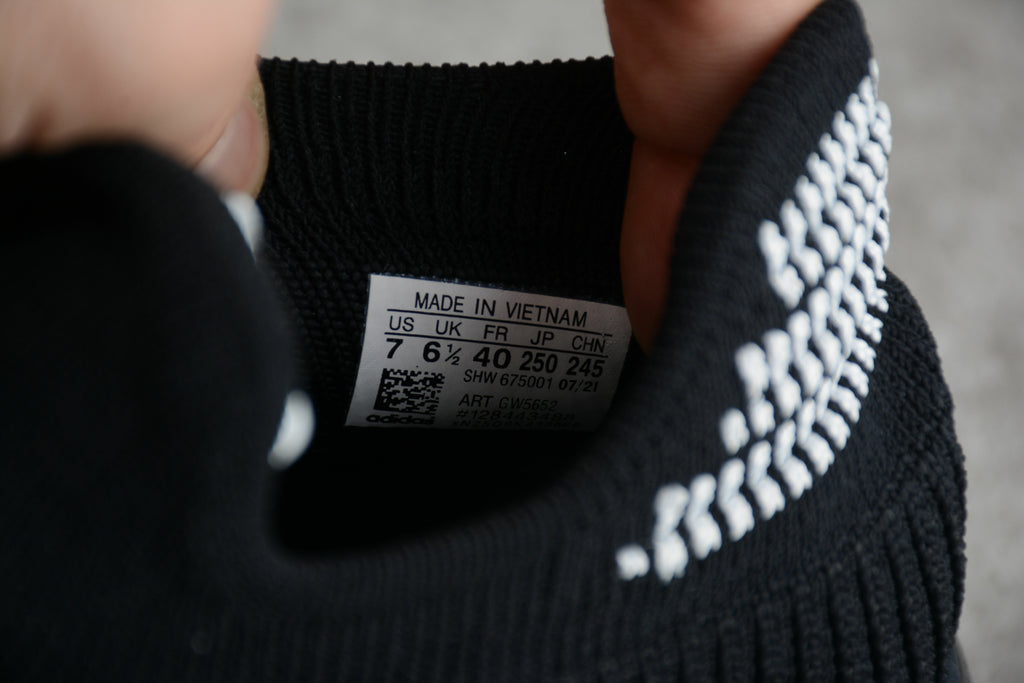 MADE IN VIETNAM
US UK FR JP CHN
7 6½ 40 250 245
SHW 675001 07/21
ART GW5652
adidas